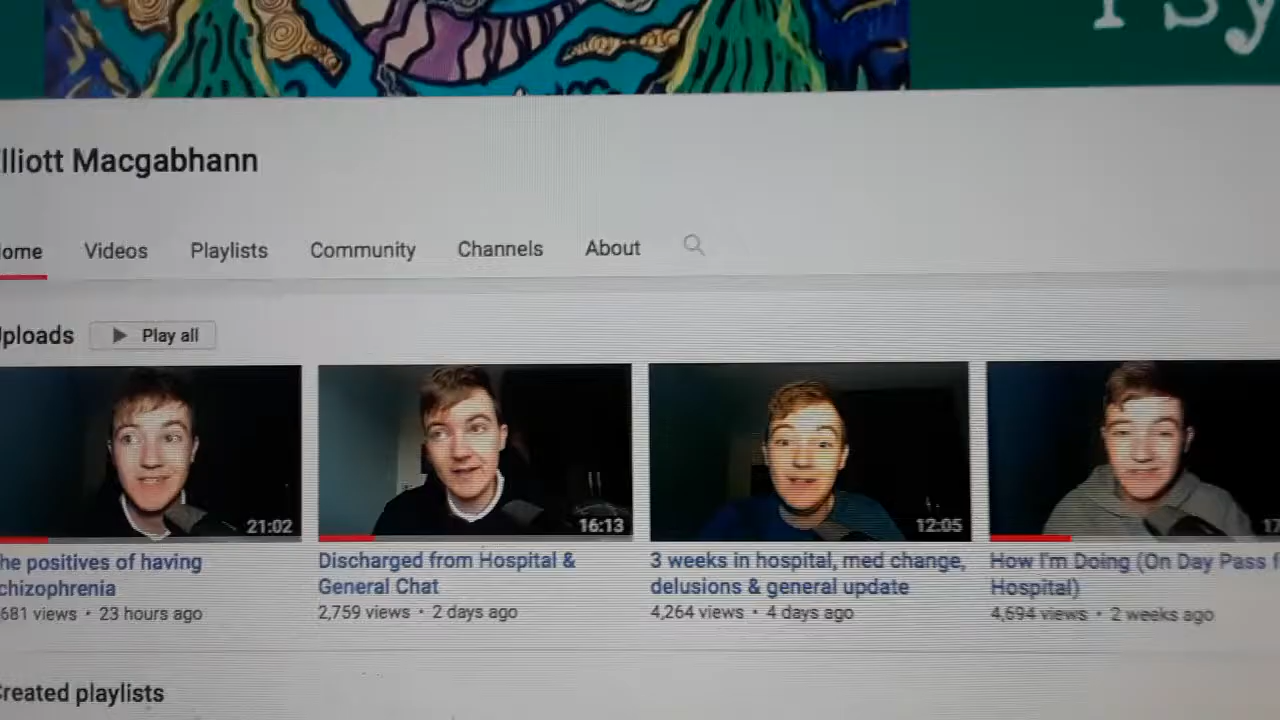 Psy
lliott Macgabhann
ome Videos Playlists Community Channels About
ploads Play all
21:02 16:13 12:05 17
he positives of having
chizophrenia
681 views • 23 hours ago
Discharged from Hospital &
General Chat
2,759 views • 2 days ago
3 weeks in hospital, med change,
delusions & general update
4,264 views • 4 days ago
How I'm Doing (On Day Pass f
Hospital)
4,694 views • 2 weeks ago
Created playlists